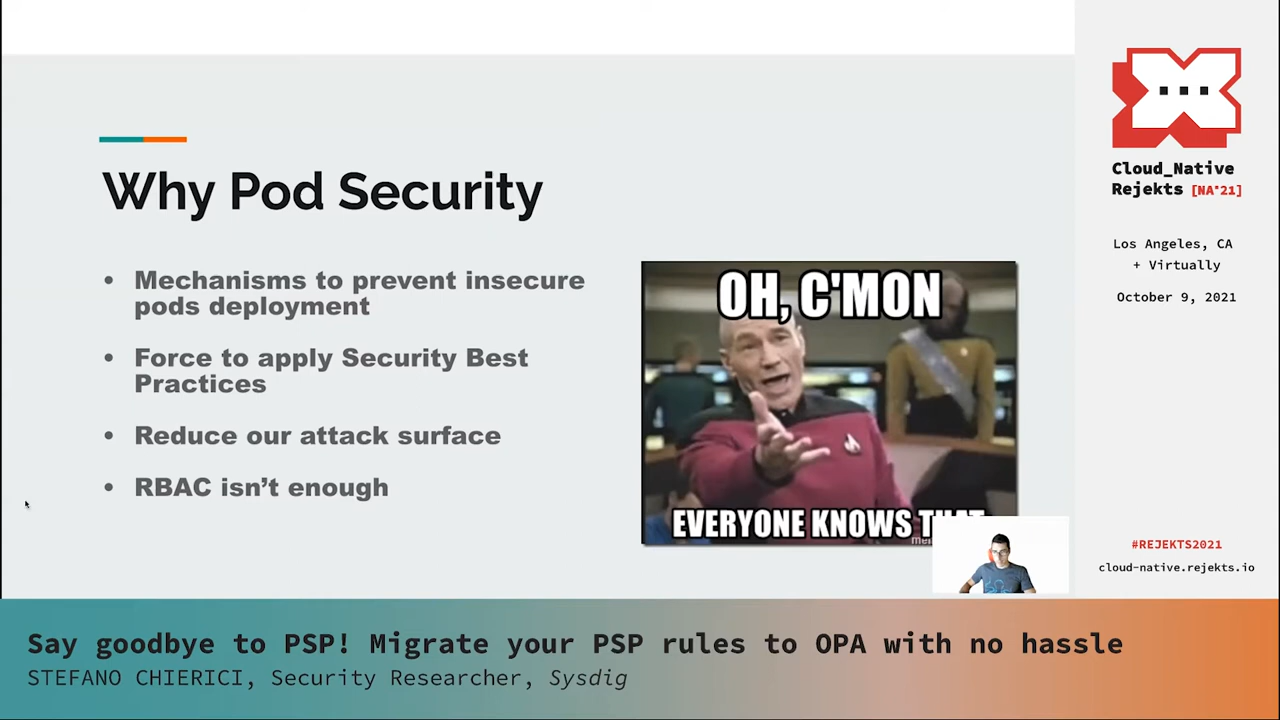 Why Pod Security
• Mechanisms to prevent insecure
pods deployment
• Force to apply Security Best
Practices
• Reduce our attack surface
• RBAC isn’t enough
OH, C'MON
EVERYONE KNOWS
Cloud_Native
Rejekts [NA'21]
Los Angeles, CA
+ Virtually
October 9, 2021
#REJEKTS2021
cloud-native.rejekts.io
Say goodbye to PSP! Migrate your PSP rules to OPA with no hassle
STEFANO CHIERICI, Security Researcher, Sysdig